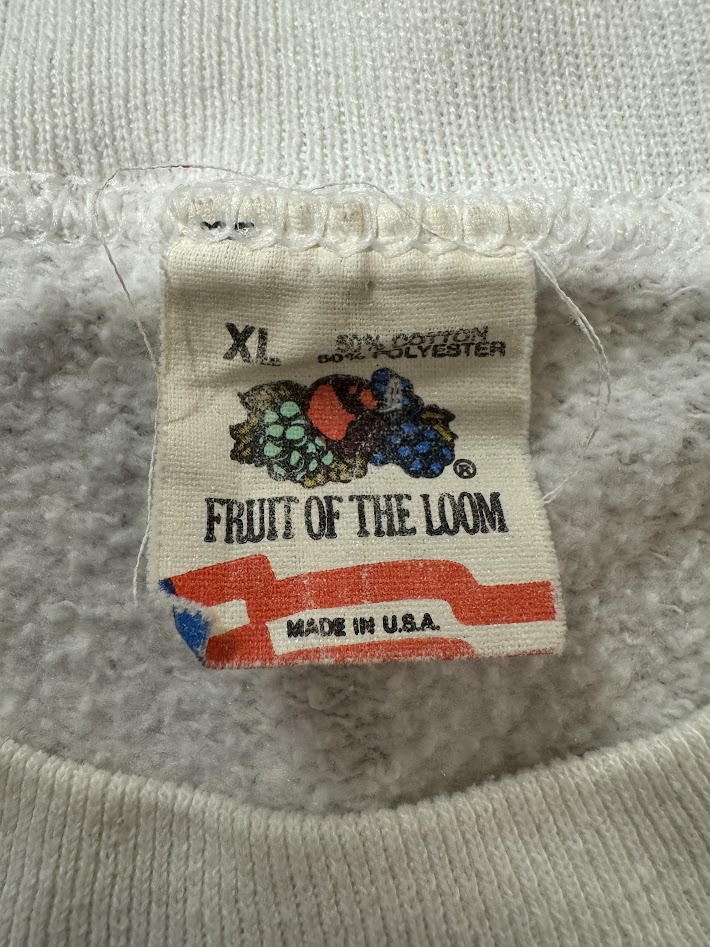 XL
50% COTTON
50% POLYESTER
®
FRUIT OF THE LOOM
MADE IN U.S.A.